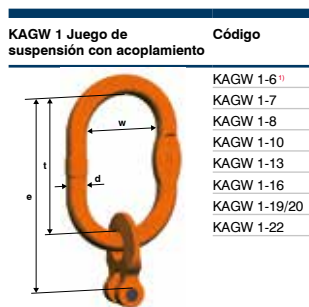 KAGW 1 Juego de
suspensión con acoplamiento
Código
KAGW 1-6 1)
KAGW 1-7
KAGW 1-8
KAGW 1-10
KAGW 1-13
KAGW 1-16
KAGW 1-19/20
KAGW 1-22
w
t
d
e